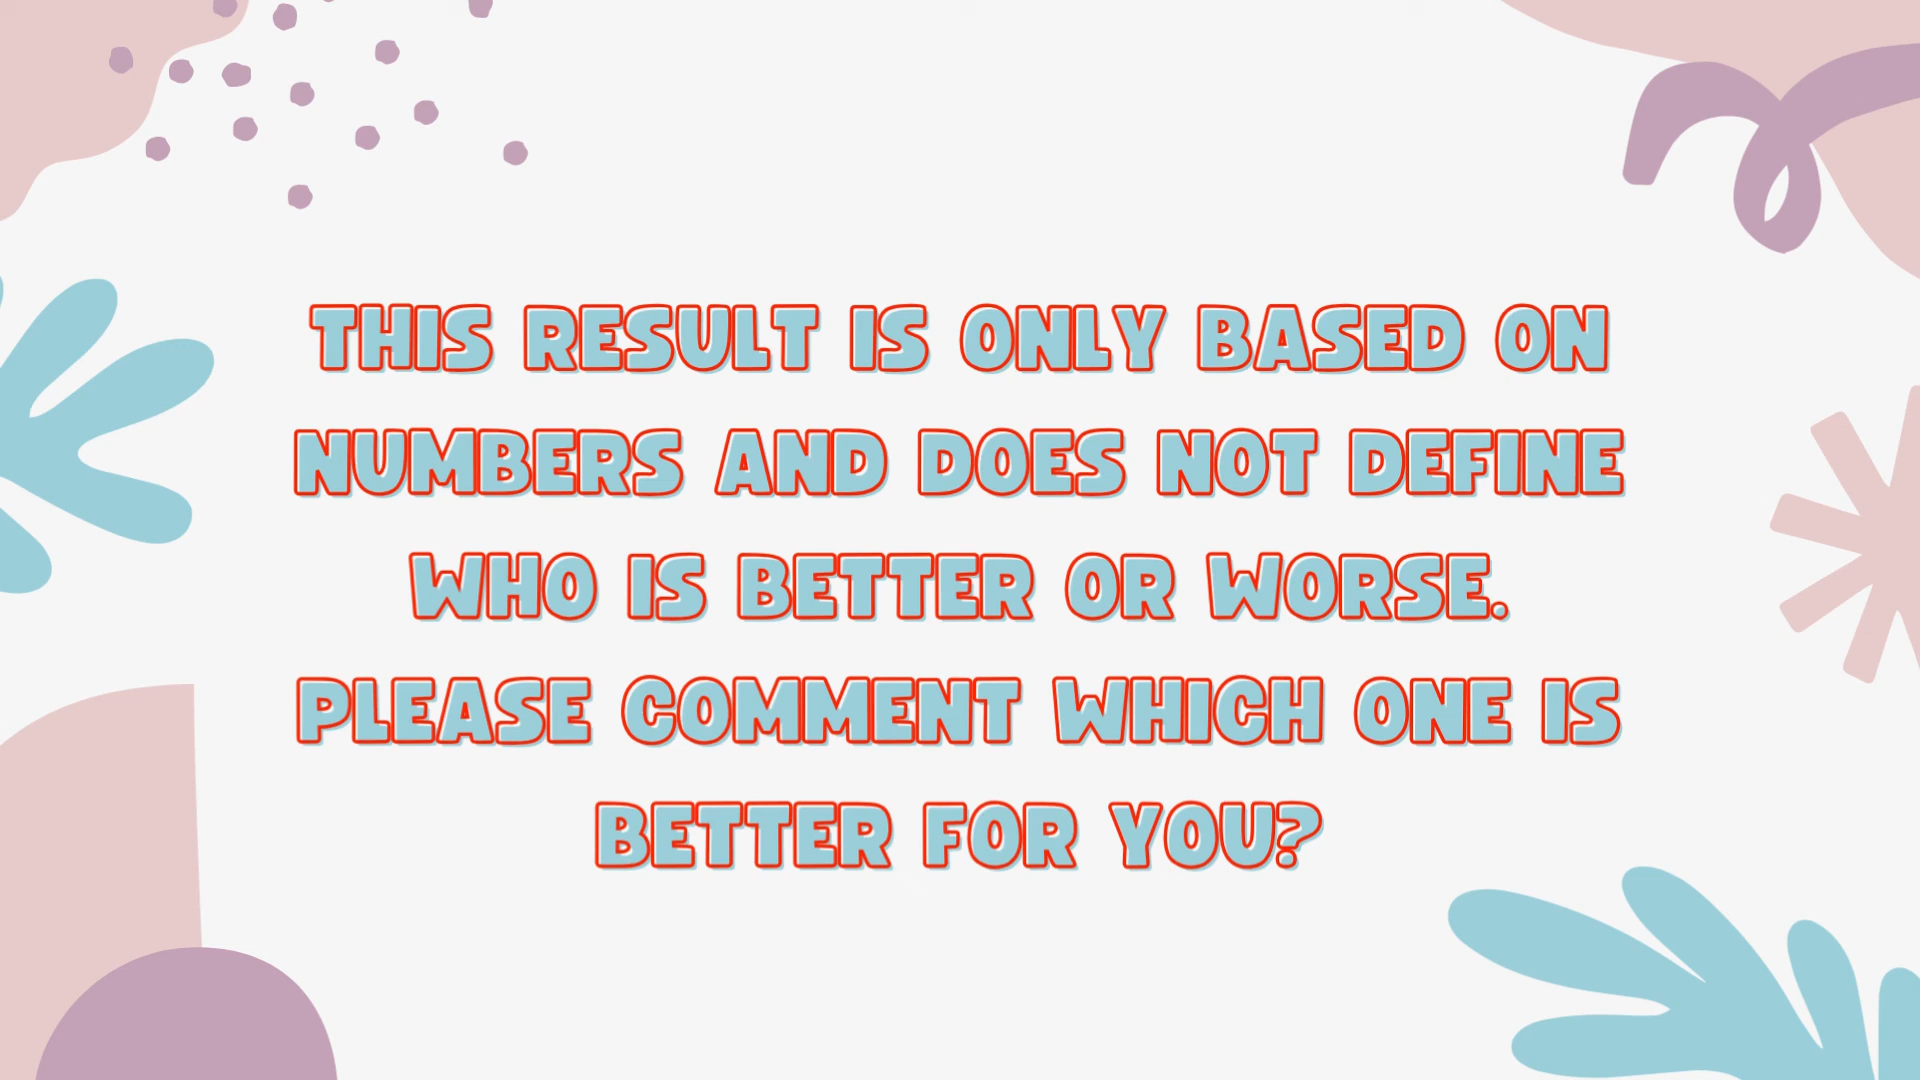 THIS RESULT IS ONLY BASED ON
NUMBERS AND DOES NOT DEFINE
WHO IS BETTER OR WORSE.
PLEASE COMMENT WHICH ONE IS
BETTER FOR YOU?